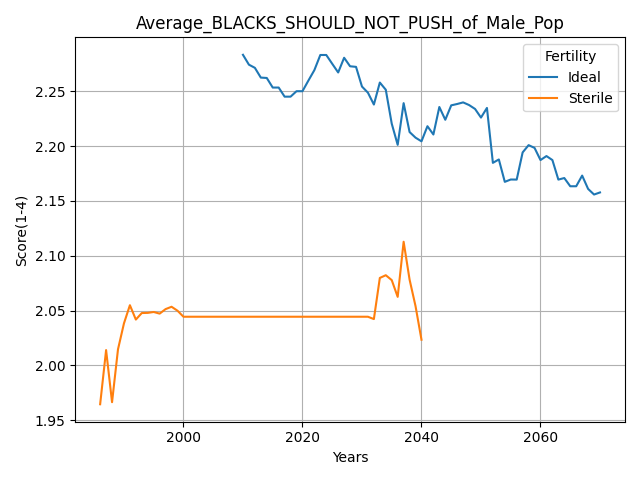 Average_BLACKS_SHOULD_NOT_PUSH_of_Male_Pop
Fertility
Ideal
Sterile
Score(1-4)
2.25
2.20
2.15
2.10
2.05
2.00
1.95
2000 2020 2040 2060
Years